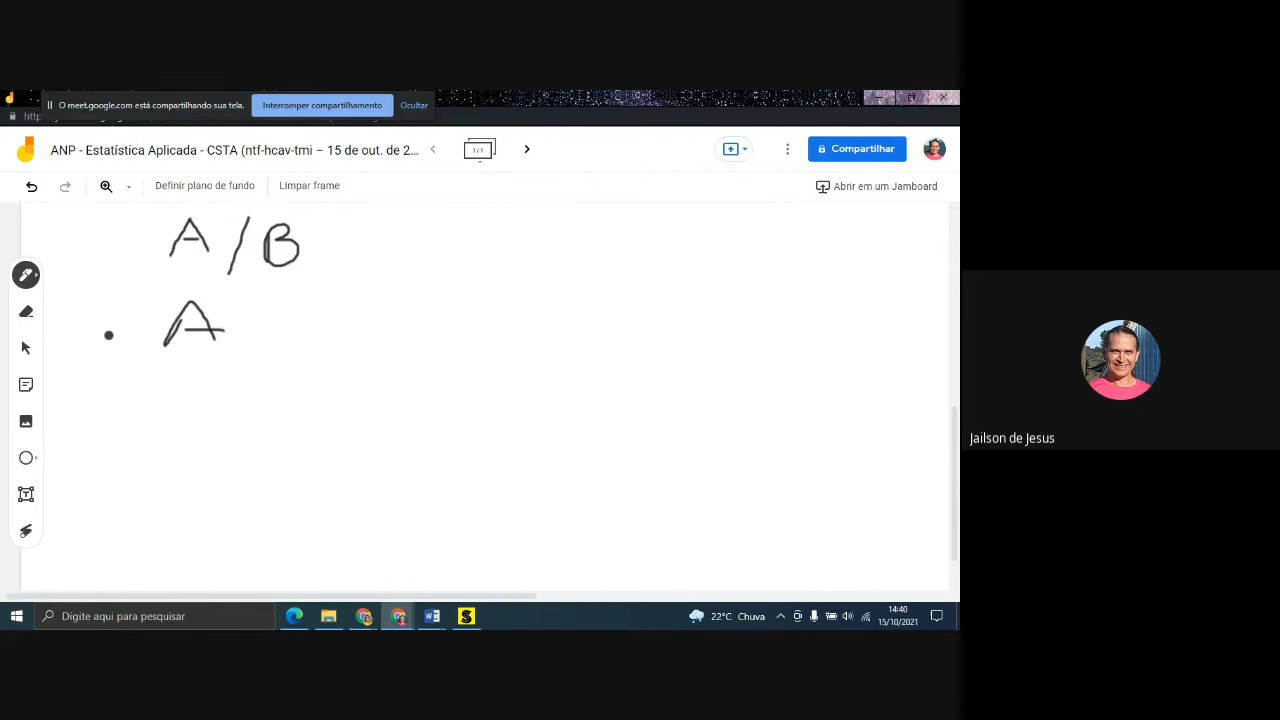 O meet.google.com está compartilhando sua tela. Interromper compartilhamento Ocultar
ANP - Estatística Aplicada - CSTA (ntf-hcav-tmi – 15 de out. de 2... 1/1 Compartilhar
Definir plano de fundo Limpar frame Abrir em um Jamboard
A / B
• A
Jailson de Jesus
Digite aqui para pesquisar 22°C Chuva 14:40
15/10/2021